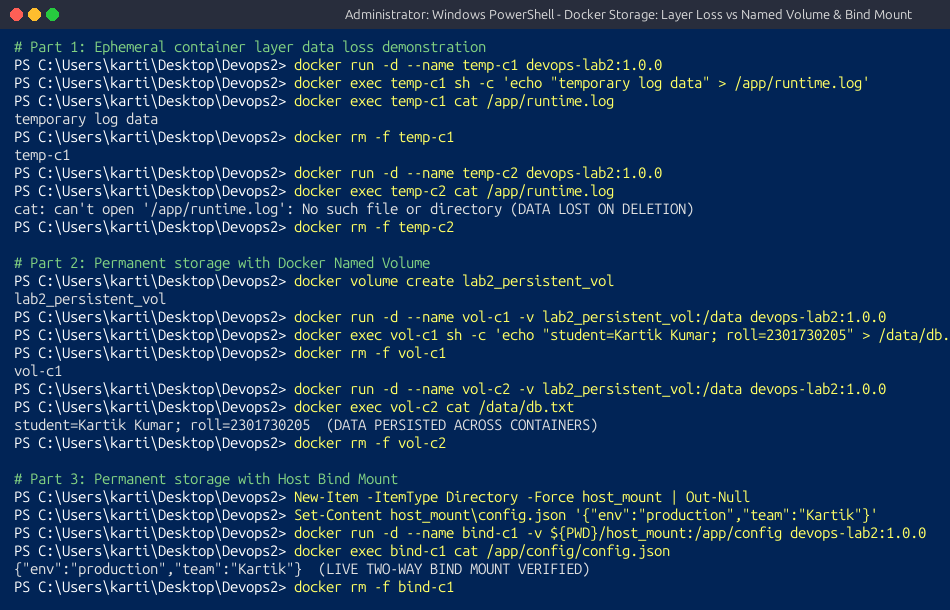 Administrator: Windows PowerShell - Docker Storage: Layer Loss vs Named Volume & Bind Mount
# Part 1: Ephemeral container layer data loss demonstration
PS C:\Users\karti\Desktop\Devops2> docker run -d --name temp-c1 devops-lab2:1.0.0
PS C:\Users\karti\Desktop\Devops2> docker exec temp-c1 sh -c 'echo "temporary log data" > /app/runtime.log'
PS C:\Users\karti\Desktop\Devops2> docker exec temp-c1 cat /app/runtime.log
temporary log data
PS C:\Users\karti\Desktop\Devops2> docker rm -f temp-c1
temp-c1
PS C:\Users\karti\Desktop\Devops2> docker run -d --name temp-c2 devops-lab2:1.0.0
PS C:\Users\karti\Desktop\Devops2> docker exec temp-c2 cat /app/runtime.log
cat: can't open '/app/runtime.log': No such file or directory (DATA LOST ON DELETION)
PS C:\Users\karti\Desktop\Devops2> docker rm -f temp-c2
# Part 2: Permanent storage with Docker Named Volume
PS C:\Users\karti\Desktop\Devops2> docker volume create lab2_persistent_vol
lab2_persistent_vol
PS C:\Users\karti\Desktop\Devops2> docker run -d --name vol-c1 -v lab2_persistent_vol:/data devops-lab2:1.0.0
PS C:\Users\karti\Desktop\Devops2> docker exec vol-c1 sh -c 'echo "student=Kartik Kumar; roll=2301730205" > /data/db.
PS C:\Users\karti\Desktop\Devops2> docker rm -f vol-c1
vol-c1
PS C:\Users\karti\Desktop\Devops2> docker run -d --name vol-c2 -v lab2_persistent_vol:/data devops-lab2:1.0.0
PS C:\Users\karti\Desktop\Devops2> docker exec vol-c2 cat /data/db.txt
student=Kartik Kumar; roll=2301730205  (DATA PERSISTED ACROSS CONTAINERS)
PS C:\Users\karti\Desktop\Devops2> docker rm -f vol-c2
# Part 3: Permanent storage with Host Bind Mount
PS C:\Users\karti\Desktop\Devops2> New-Item -ItemType Directory -Force host_mount | Out-Null
PS C:\Users\karti\Desktop\Devops2> Set-Content host_mount\config.json '{"env":"production","team":"Kartik"}'
PS C:\Users\karti\Desktop\Devops2> docker run -d --name bind-c1 -v ${PWD}/host_mount:/app/config devops-lab2:1.0.0
PS C:\Users\karti\Desktop\Devops2> docker exec bind-c1 cat /app/config/config.json
{"env":"production","team":"Kartik"}  (LIVE TWO-WAY BIND MOUNT VERIFIED)
PS C:\Users\karti\Desktop\Devops2> docker rm -f bind-c1